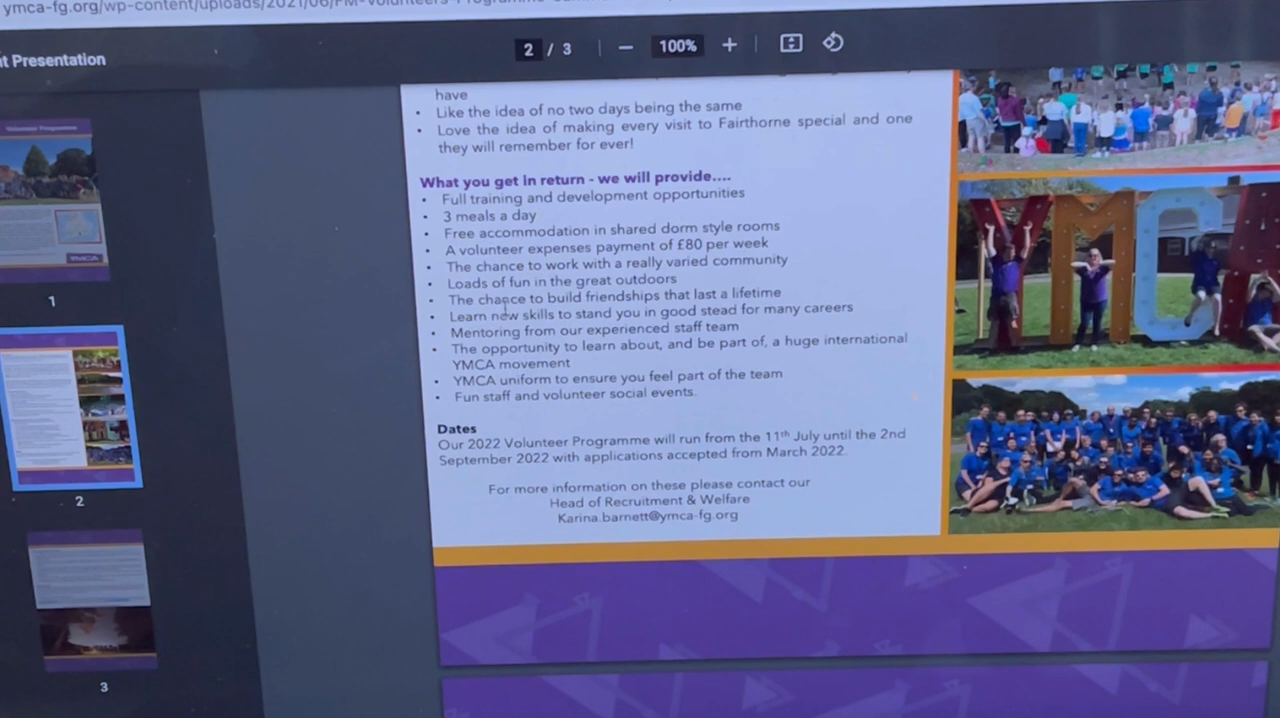 ymca-fg.org/wp-content/uploads/2021/06/FM-Volunteers-Programme
t Presentation
2 / 3 — 100% +
have
• Like the idea of no two days being the same
• Love the idea of making every visit to Fairthorne special and one
they will remember for ever!
What you get in return - we will provide....
• Full training and development opportunities
• 3 meals a day
• Free accommodation in shared dorm style rooms
• A volunteer expenses payment of £80 per week
• The chance to work with a really varied community
• Loads of fun in the great outdoors
• The chance to build friendships that last a lifetime
• Learn new skills to stand you in good stead for many careers
• Mentoring from our experienced staff team
• The opportunity to learn about, and be part of, a huge international
YMCA movement
• YMCA uniform to ensure you feel part of the team
• Fun staff and volunteer social events.
Dates
Our 2022 Volunteer Programme will run from the 11th July until the 2nd
September 2022 with applications accepted from March 2022.
For more information on these please contact our
Head of Recruitment & Welfare
Karina.barnett@ymca-fg.org
YMCA
Volunteer Programme
YMCA
1
2
3